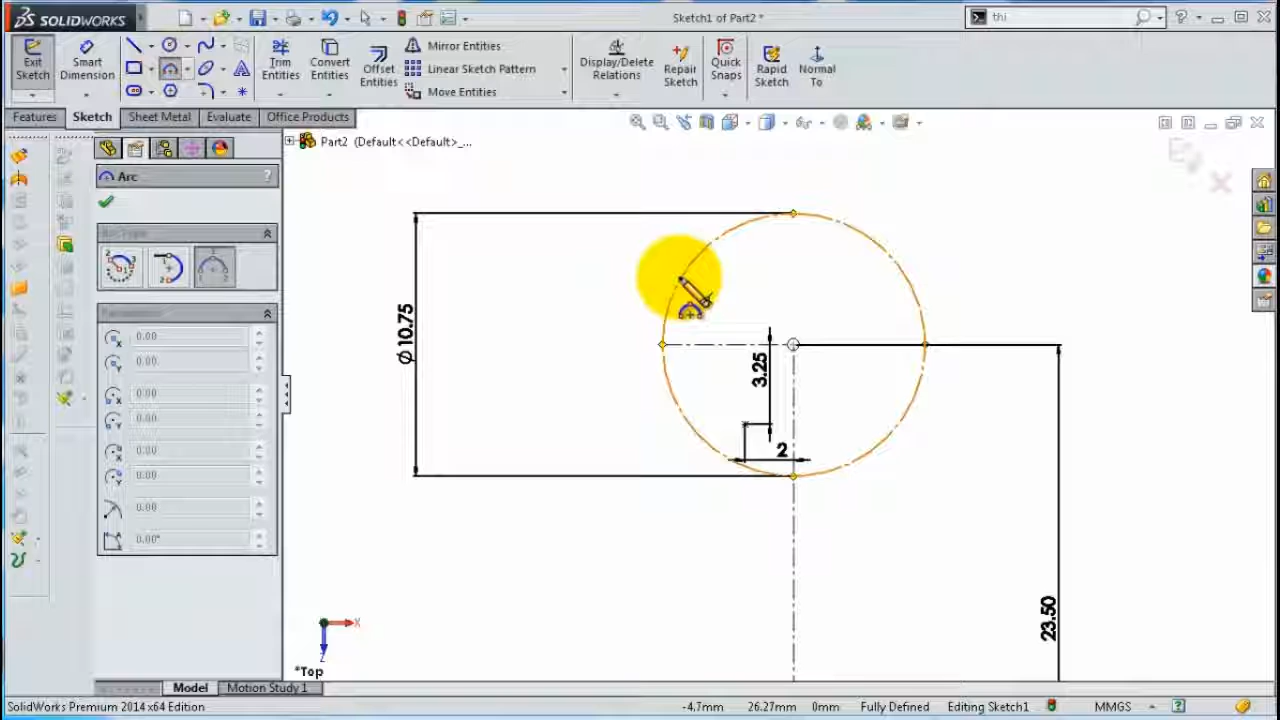 SOLIDWORKS
Sketch1 of Part2 *
thi
Exit Sketch
Smart Dimension
Trim Entities
Convert Entities
Offset Entities
Mirror Entities
Linear Sketch Pattern
Move Entities
Display/Delete Relations
Repair Sketch
Quick Snaps
Rapid Sketch
Normal To
Features
Sketch
Sheet Metal
Evaluate
Office Products
Part2 (Default<<Default>_...
Arc
?
0.00
0.00
0.00
0.00
0.00
0.00
0.00
0.00°
⌀10.75
3.25
2
23.50
X
Z
*Top
Model
Motion Study 1
SolidWorks Premium 2014 x64 Edition
-4.7mm
26.27mm
0mm
Fully Defined
Editing Sketch1
MMGS